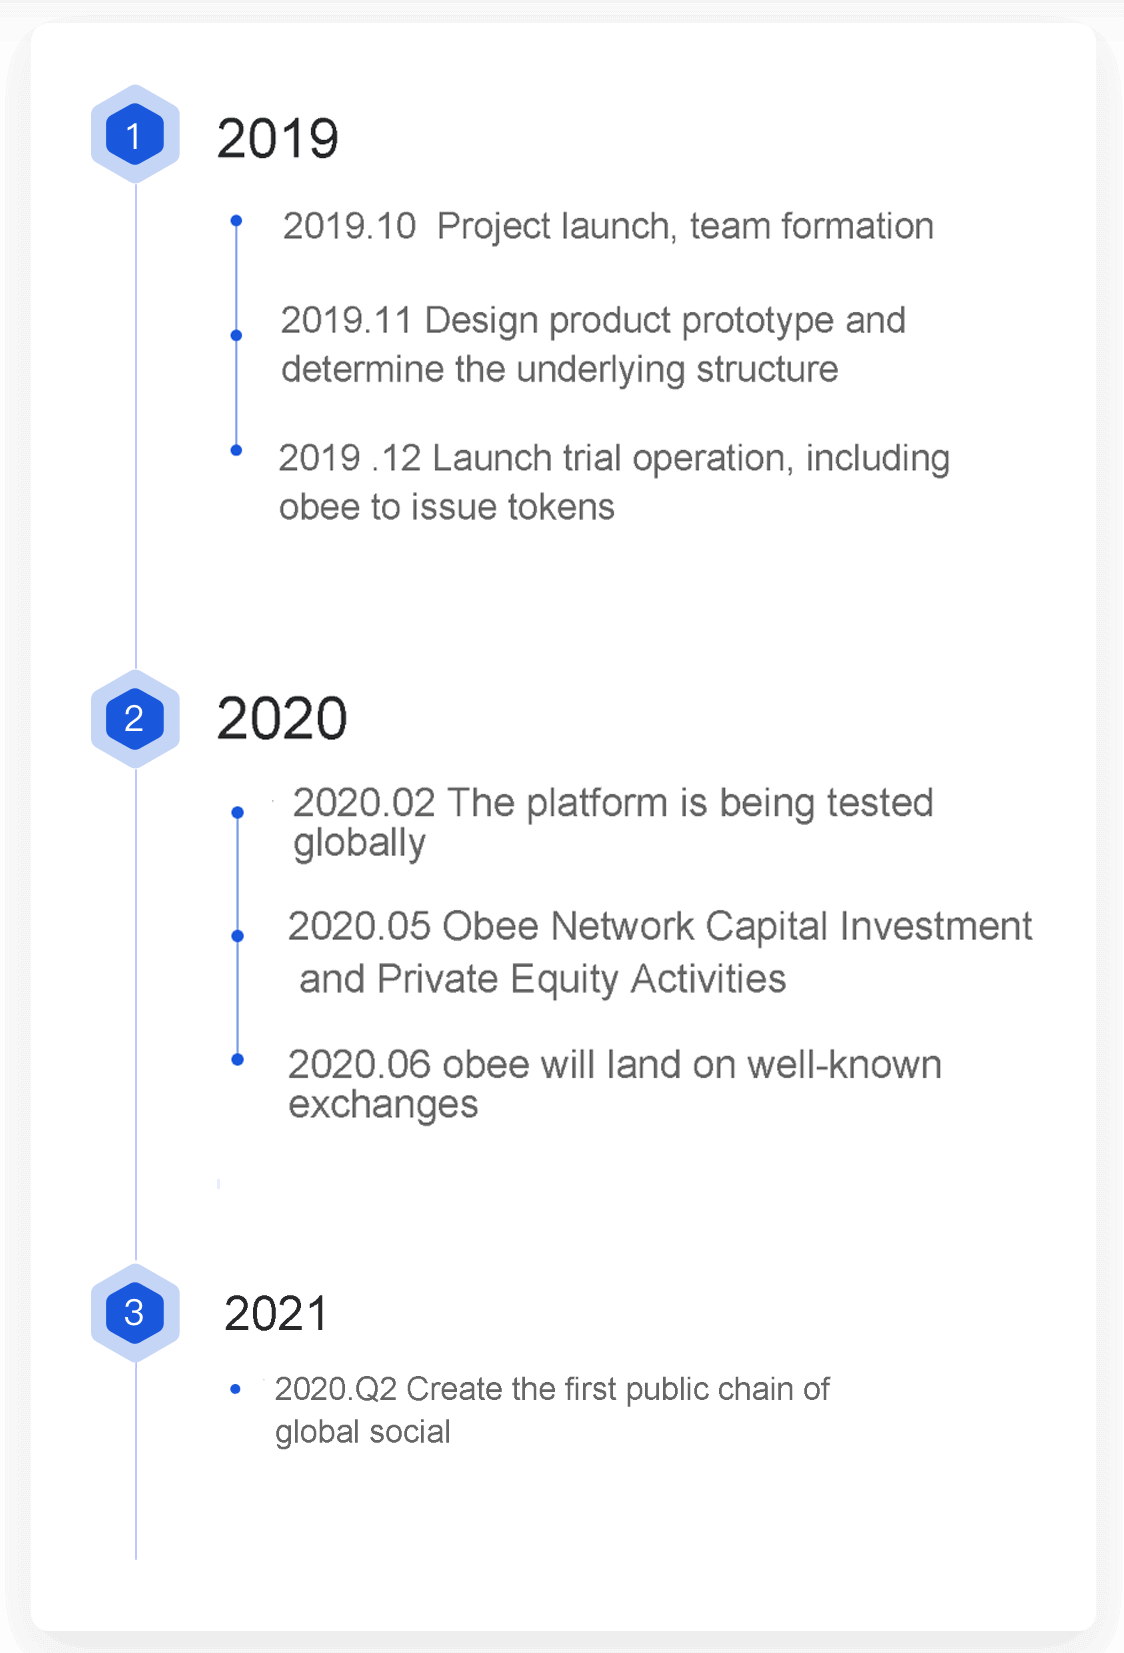 1
2019
2019.10  Project launch, team formation
2019.11 Design product prototype and
determine the underlying structure
2019 .12 Launch trial operation, including
obee to issue tokens
2
2020
2020.02 The platform is being tested
globally
2020.05 Obee Network Capital Investment
and Private Equity Activities
2020.06 obee will land on well-known
exchanges
3
2021
2020.Q2 Create the first public chain of
global social